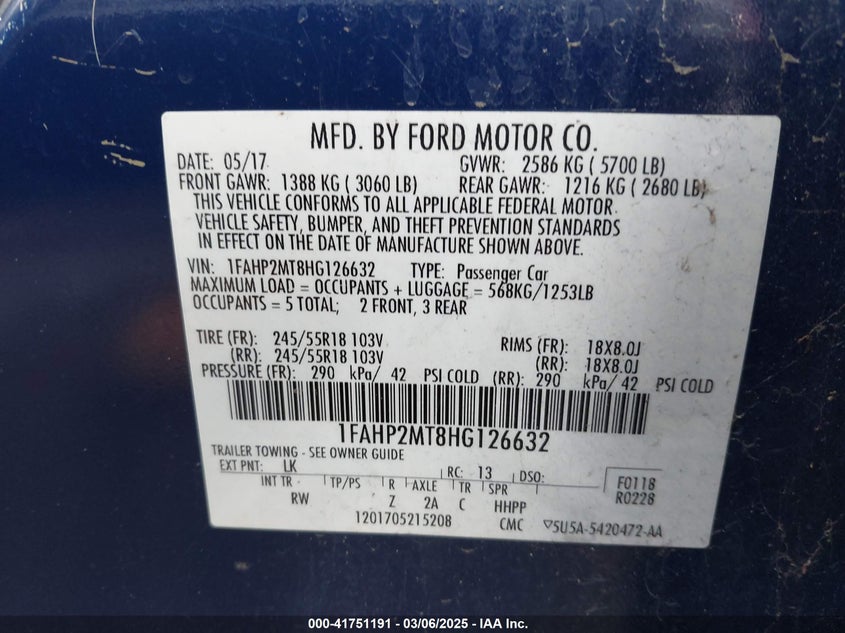 MFD. BY FORD MOTOR CO.
DATE: 05/17 GVWR: 2586 KG ( 5700 LB)
FRONT GAWR: 1388 KG ( 3060 LB) REAR GAWR: 1216 KG ( 2680 LB)
THIS VEHICLE CONFORMS TO ALL APPLICABLE FEDERAL MOTOR
VEHICLE SAFETY, BUMPER, AND THEFT PREVENTION STANDARDS
IN EFFECT ON THE DATE OF MANUFACTURE SHOWN ABOVE.
VIN: 1FAHP2MT8HG126632 TYPE: Passenger Car
MAXIMUM LOAD = OCCUPANTS + LUGGAGE = 568KG/1253LB
OCCUPANTS = 5 TOTAL; 2 FRONT, 3 REAR
TIRE (FR): 245/55R18 103V RIMS (FR): 18X8.0J
(RR): 245/55R18 103V (RR): 18X8.0J
PRESSURE (FR): 290 kPa/ 42 PSI COLD (RR): 290 kPa/ 42 PSI COLD
1FAHP2MT8HG126632
TRAILER TOWING - SEE OWNER GUIDE
EXT PNT: LK RC: 13 DSO:
INT TR TP/PS R AXLE TR SPR F0118
RW Z 2A C HHPP R0228
1201705215208 CMC ▽5U5A-5420472-AA
000-41751191 - 03/06/2025 - IAA Inc.